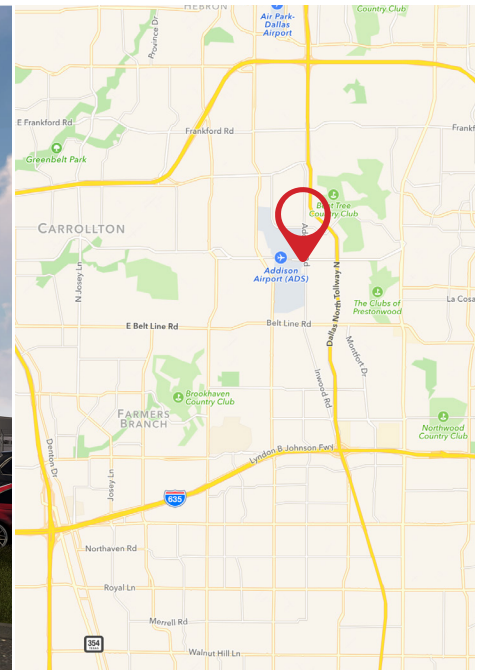 HEBRON
Air Park-
Dallas
Airport
Country Club
Province Dr
E Frankford Rd
Frankford Rd
Frankf
Greenbelt Park
Bent Tree
Country Club
CARROLLTON
Addison
Airport (ADS)
N Josey Ln
Dallas North Tollway N
The Clubs of
Prestonwood
La Cosa
E Belt Line Rd
Belt Line Rd
Montfort Dr
Inwood Rd
Brookhaven
Country Club
FARMERS
BRANCH
Northwood
Country Club
Denton Dr
Josey Ln
Lyndon B Johnson Fwy
635
Northaven Rd
Royal Ln
Merrell Rd
354
TEXAS
Walnut Hill Ln